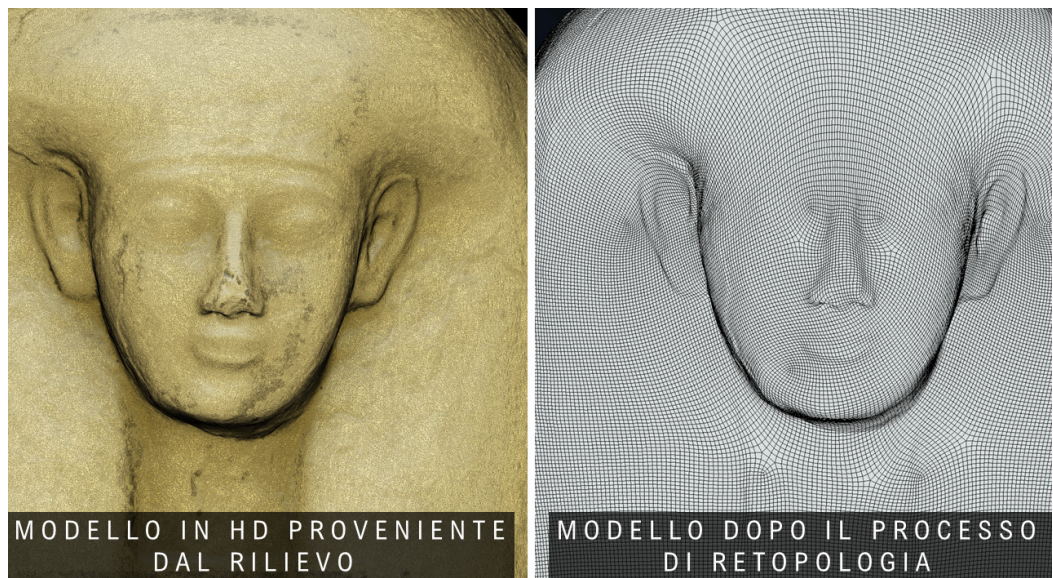 MODELLO IN HD PROVENIENTE
DAL RILIEVO
MODELLO DOPO IL PROCESSO
DI RETOPOLOGIA